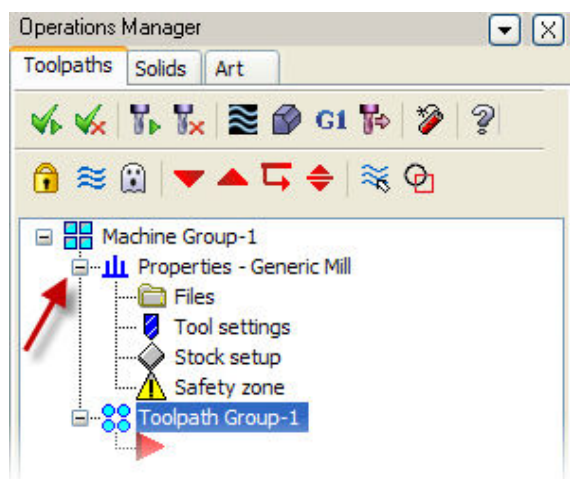 Operations Manager
Toolpaths Solids Art
G1
Machine Group-1
Properties - Generic Mill
Files
Tool settings
Stock setup
Safety zone
Toolpath Group-1